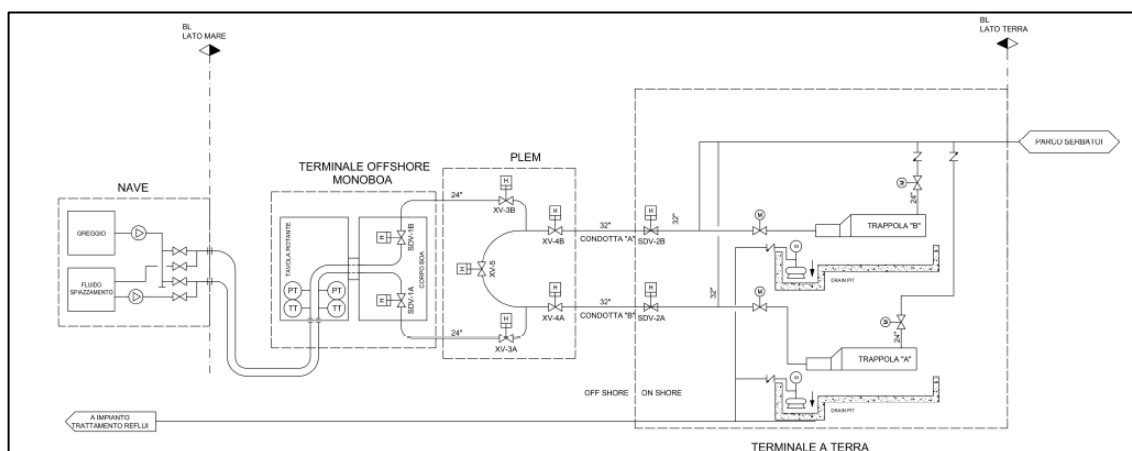 BL
LATO MARE
BL
LATO TERRA
NAVE
GREGGIO
FLUIDO
SPIAZZAMENTO
TERMINALE OFFSHORE
MONOBOA
TAVOLA ROTANTE
PT
PT
TT
TT
H
SDV-1B
CORPO BOA
H
SDV-1A
PLEM
24"
H
XV-3B
H
XV-5
H
XV-4B
H
XV-4A
24"
H
XV-3A
32"
CONDOTTA "A"
32"
CONDOTTA "B"
H
SDV-2B
H
SDV-2A
32"
32"
M
M
M
24"
TRAPPOLA "B"
H
DRAIN PIT
M
24"
TRAPPOLA "A"
H
DRAIN PIT
PARCO SERBATOI
OFF SHORE
ON SHORE
A IMPIANTO
TRATTAMENTO REFLUI
TERMINALE A TERRA